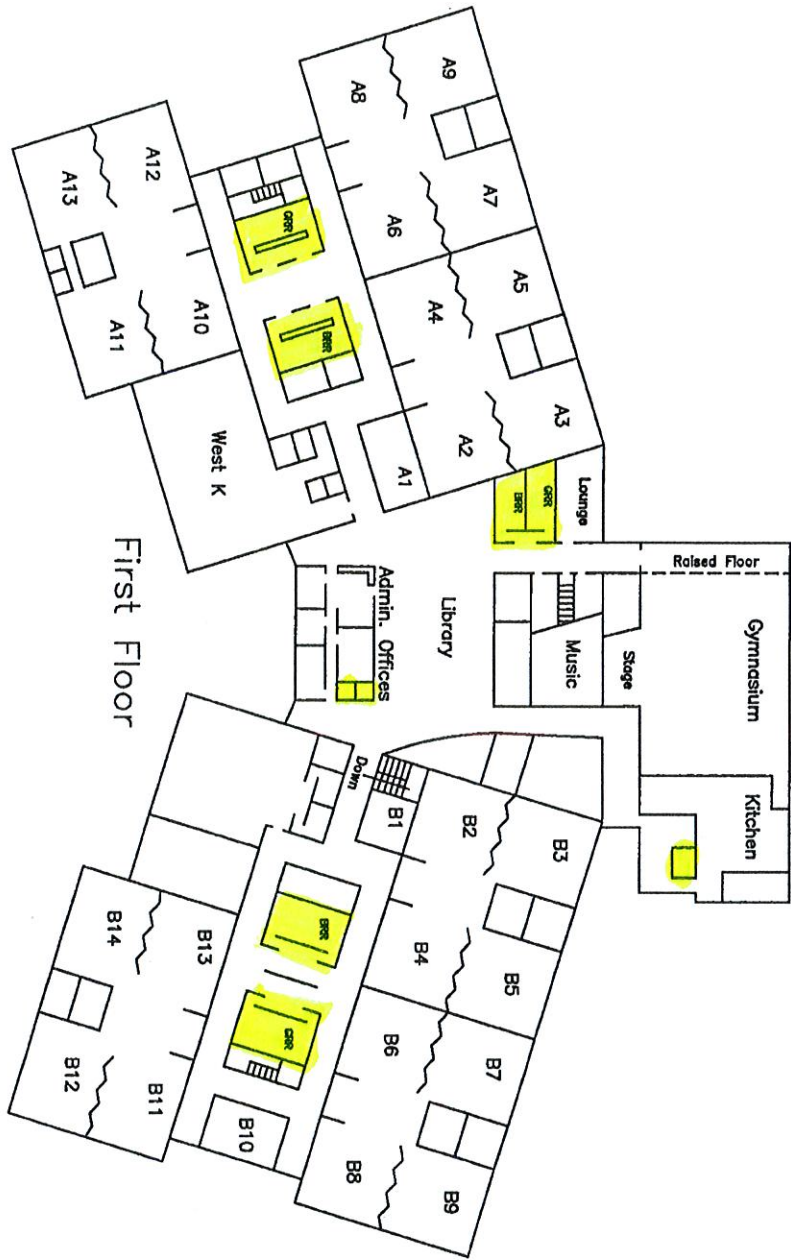 A9
A8
A7
A6
A5
A4
A3
A2
A1
A12
A13
A10
A11
GRR
BRR
West K
Lounge
GRR
BRR
Raised Floor
Gymnasium
Stage
Music
Library
Admin. Offices
Kitchen
First Floor
Down
B1
B2
B3
B4
B5
B6
B7
B8
B9
B10
BRR
GRR
B13
B14
B11
B12